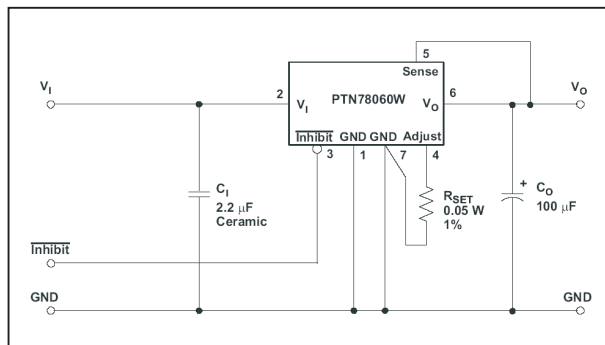 5
Sense
V_I
2
PTN78060W
6
V_O
V_I
V_O
Inhibit
GND
GND
Adjust
3
1
7
4
C_I
2.2 μF
Ceramic
R_SET
0.05 W
1%
+
C_O
100 μF
Inhibit
GND
GND